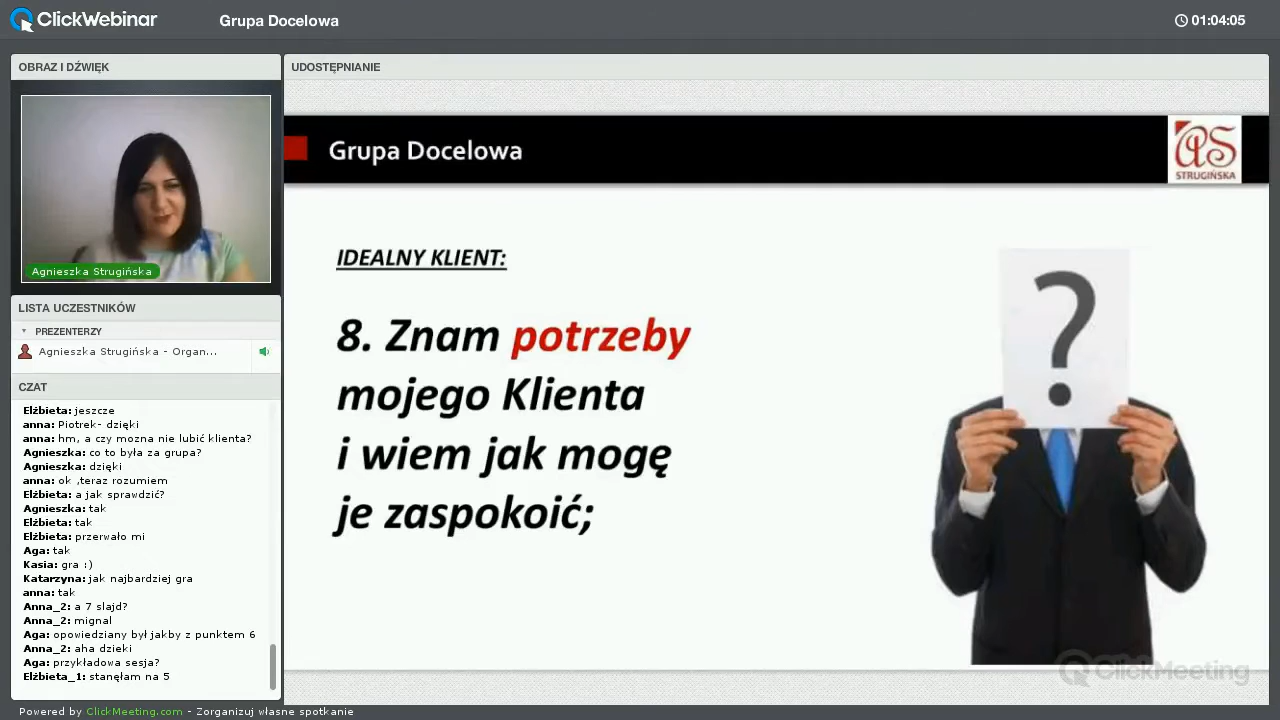 ClickWebinar
Grupa Docelowa
01:04:05
OBRAZ I DŹWIĘK
Agnieszka Strugińska
LISTA UCZESTNIKÓW
PREZENTERZY
Agnieszka Strugińska - Organ...
CZAT
Elżbieta: jeszcze
anna: Piotrek- dzięki
anna: hm, a czy mozna nie lubić klienta?
Agnieszka: co to była za grupa?
Agnieszka: dzięki
anna: ok ,teraz rozumiem
Elżbieta: a jak sprawdzić?
Agnieszka: tak
Elżbieta: tak
Elżbieta: przerwało mi
Aga: tak
Kasia: gra :)
Katarzyna: jak najbardziej gra
anna: tak
Anna_2: a 7 slajd?
Anna_2: mignal
Aga: opowiedziany był jakby z punktem 6
Anna_2: aha dzieki
Aga: przykładowa sesja?
Elżbieta_1: stanęłam na 5
UDOSTĘPNIANIE
Grupa Docelowa
STRUGIŃSKA
IDEALNY KLIENT:
8. Znam potrzeby
mojego Klienta
i wiem jak mogę
je zaspokoić;
?
ClickMeeting
Powered by ClickMeeting.com - Zorganizuj własne spotkanie